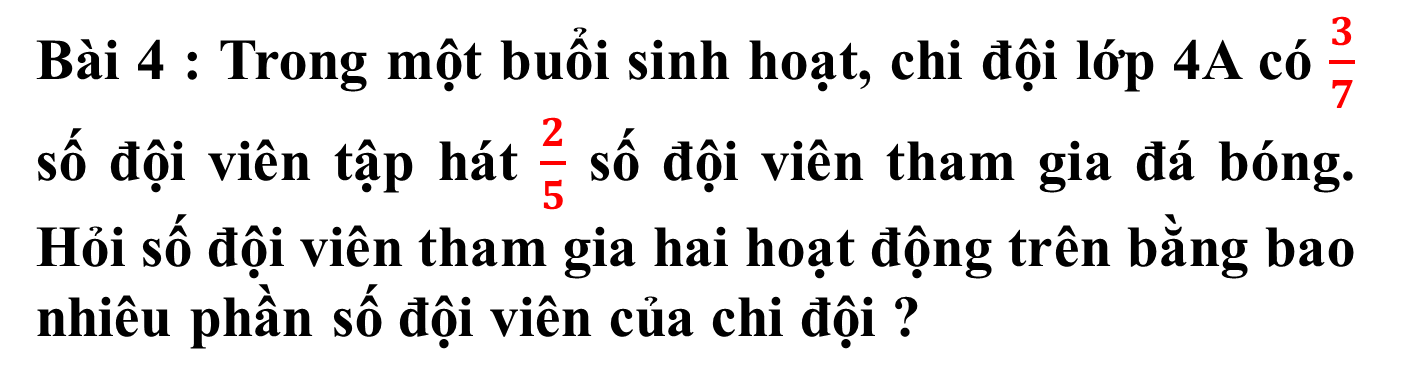 Bài 4 : Trong một buổi sinh hoạt, chi đội lớp 4A có 3/7
số đội viên tập hát 2/5 số đội viên tham gia đá bóng.
Hỏi số đội viên tham gia hai hoạt động trên bằng bao
nhiêu phần số đội viên của chi đội ?